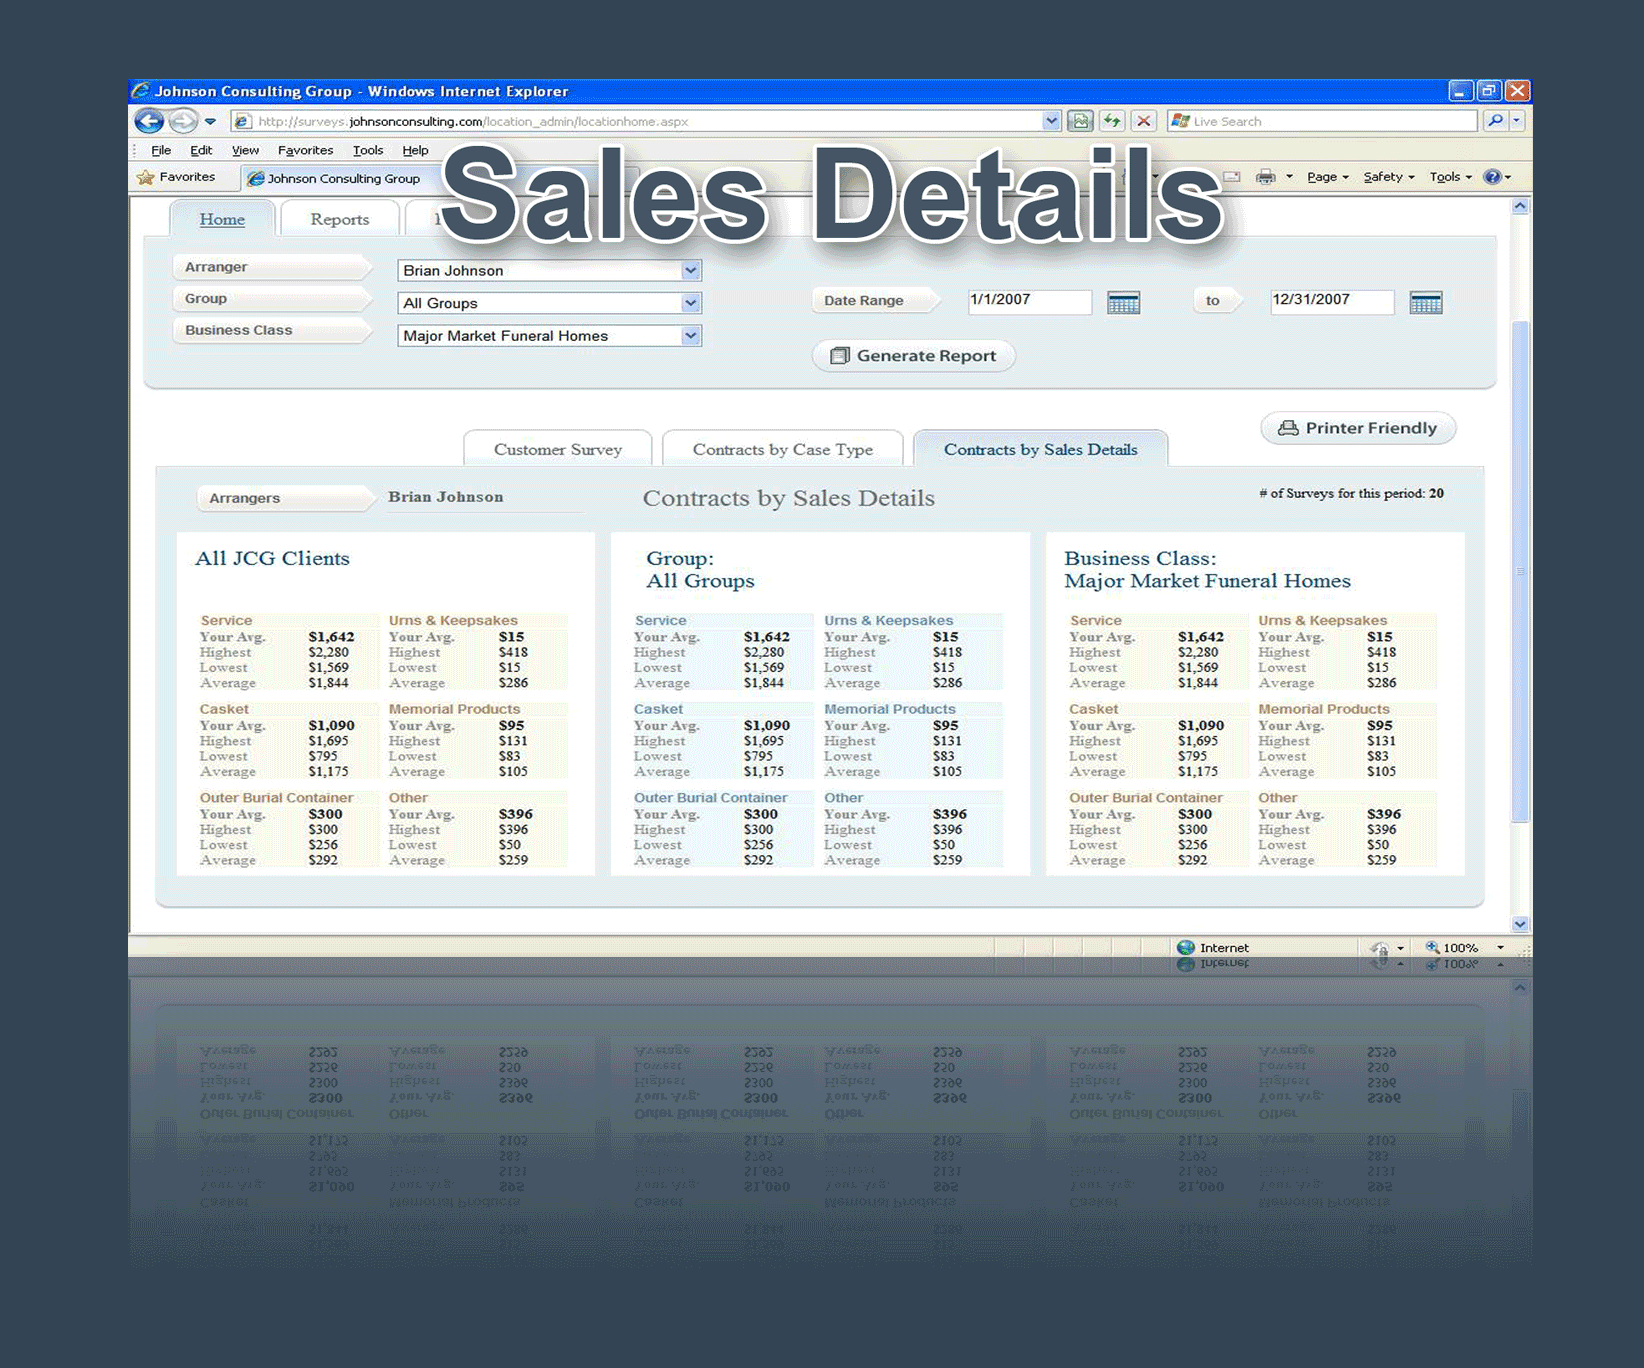 Johnson Consulting Group - Windows Internet Explorer
http://surveys.johnsonconsulting.com/location_admin/locationhome.aspx
Live Search
File Edit View Favorites Tools Help
Favorites
Johnson Consulting Group
Page Safety Tools
Sales Details
Home Reports
Arranger Brian Johnson
Group All Groups
Business Class Major Market Funeral Homes
Date Range 1/1/2007 to 12/31/2007
Generate Report
Printer Friendly
Customer Survey Contracts by Case Type Contracts by Sales Details
Arrangers Brian Johnson Contracts by Sales Details # of Surveys for this period: 20
All JCG Clients
Service Urns & Keepsakes
Your Avg. $1,642 Your Avg. $15
Highest $2,280 Highest $418
Lowest $1,569 Lowest $15
Average $1,844 Average $286
Casket Memorial Products
Your Avg. $1,090 Your Avg. $95
Highest $1,695 Highest $131
Lowest $795 Lowest $83
Average $1,175 Average $105
Outer Burial Container Other
Your Avg. $300 Your Avg. $396
Highest $300 Highest $396
Lowest $256 Lowest $50
Average $292 Average $259
Group:
All Groups
Service Urns & Keepsakes
Your Avg. $1,642 Your Avg. $15
Highest $2,280 Highest $418
Lowest $1,569 Lowest $15
Average $1,844 Average $286
Casket Memorial Products
Your Avg. $1,090 Your Avg. $95
Highest $1,695 Highest $131
Lowest $795 Lowest $83
Average $1,175 Average $105
Outer Burial Container Other
Your Avg. $300 Your Avg. $396
Highest $300 Highest $396
Lowest $256 Lowest $50
Average $292 Average $259
Business Class:
Major Market Funeral Homes
Service Urns & Keepsakes
Your Avg. $1,642 Your Avg. $15
Highest $2,280 Highest $418
Lowest $1,569 Lowest $15
Average $1,844 Average $286
Casket Memorial Products
Your Avg. $1,090 Your Avg. $95
Highest $1,695 Highest $131
Lowest $795 Lowest $83
Average $1,175 Average $105
Outer Burial Container Other
Your Avg. $300 Your Avg. $396
Highest $300 Highest $396
Lowest $256 Lowest $50
Average $292 Average $259
Internet 100%